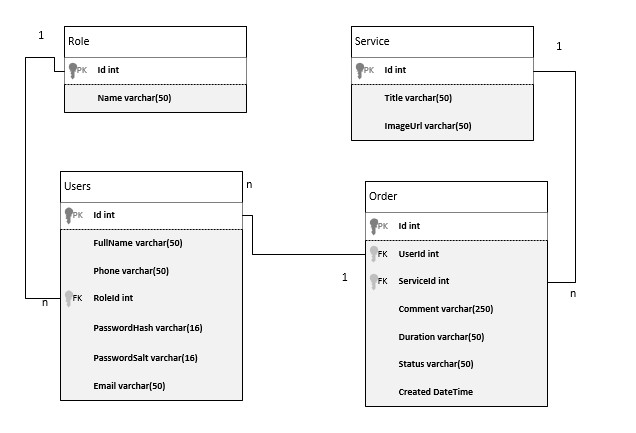 1
Role
PK Id int
Name varchar(50)
Service
1
PK Id int
Title varchar(50)
ImageUrl varchar(50)
Users
n
PK Id int
FullName varchar(50)
Phone varchar(50)
n
FK RoleId int
PasswordHash varchar(16)
PasswordSalt varchar(16)
Email varchar(50)
Order
PK Id int
FK UserId int
1
FK ServiceId int
n
Comment varchar(250)
Duration varchar(50)
Status varchar(50)
Created DateTime